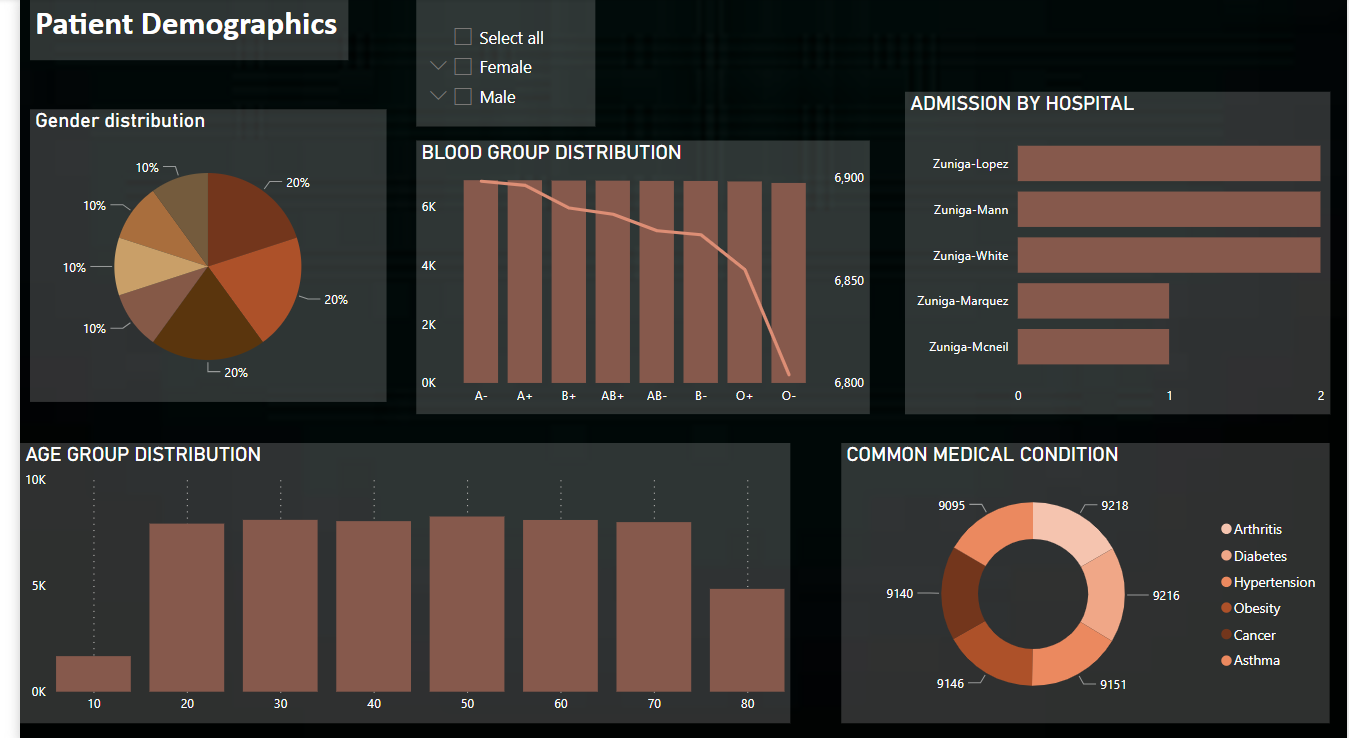 Patient Demographics
Select all
Female
Male
Gender distribution
10%
20%
10%
10%
20%
10%
20%
BLOOD GROUP DISTRIBUTION
6K
4K
2K
0K
6,900
6,850
6,800
A- A+ B+ AB+ AB- B- O+ O-
ADMISSION BY HOSPITAL
Zuniga-Lopez
Zuniga-Mann
Zuniga-White
Zuniga-Marquez
Zuniga-Mcneil
0 1 2
AGE GROUP DISTRIBUTION
10K
5K
0K
10 20 30 40 50 60 70 80
COMMON MEDICAL CONDITION
9095
9218
9140
9216
9146
9151
Arthritis
Diabetes
Hypertension
Obesity
Cancer
Asthma